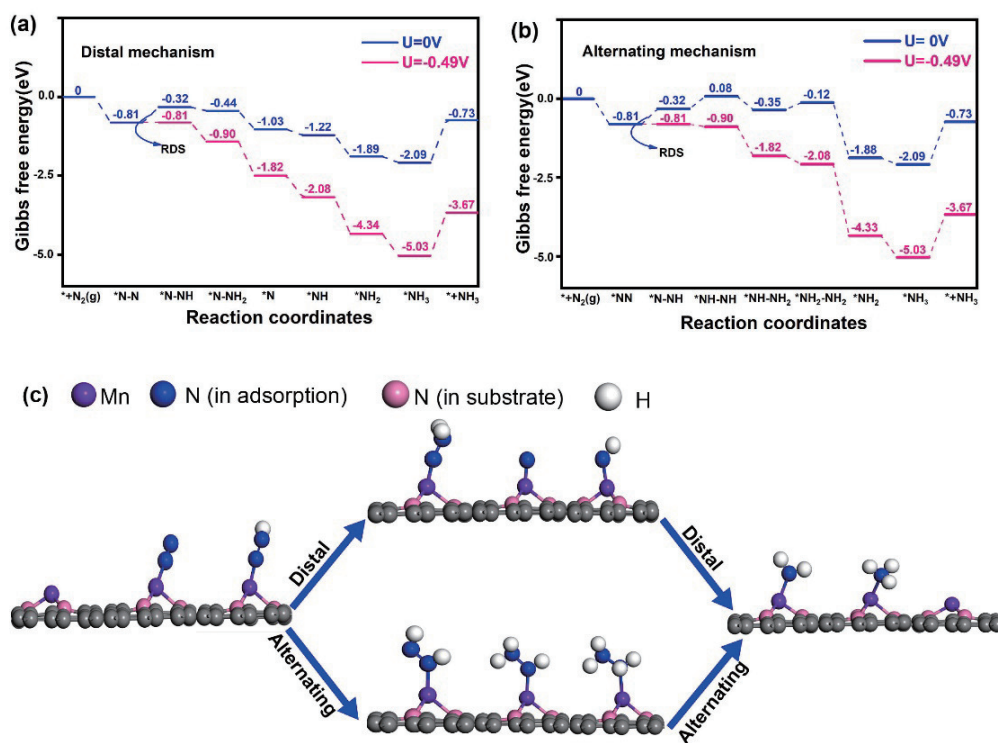 (a)
Distal mechanism
U=0V
U=-0.49V
Gibbs free energy(eV)
0.0
-2.5
-5.0
0
-0.81
-0.32
-0.44
-1.03
-1.22
-1.89
-2.09
-0.73
-0.81
-0.90
-1.82
-2.08
-4.34
-5.03
-3.67
RDS
*+N₂(g) *N-N *N-NH *N-NH₂ *N *NH *NH₂ *NH₃ *+NH₃
Reaction coordinates
(b)
Alternating mechanism
U= 0V
U=-0.49V
Gibbs free energy(eV)
0.0
-2.5
-5.0
0
-0.81
-0.32
0.08
-0.35
-0.12
-1.88
-2.09
-0.73
-0.81
-0.90
-1.82
-2.08
-4.33
-5.03
-3.67
RDS
*+N₂(g) *NN *N-NH *NH-NH *NH-NH₂ *NH₂-NH₂ *NH₂ *NH₃ *+NH₃
Reaction coordinates
(c) Mn N (in adsorption) N (in substrate) H
Distal
Distal
Alternating
Alternating